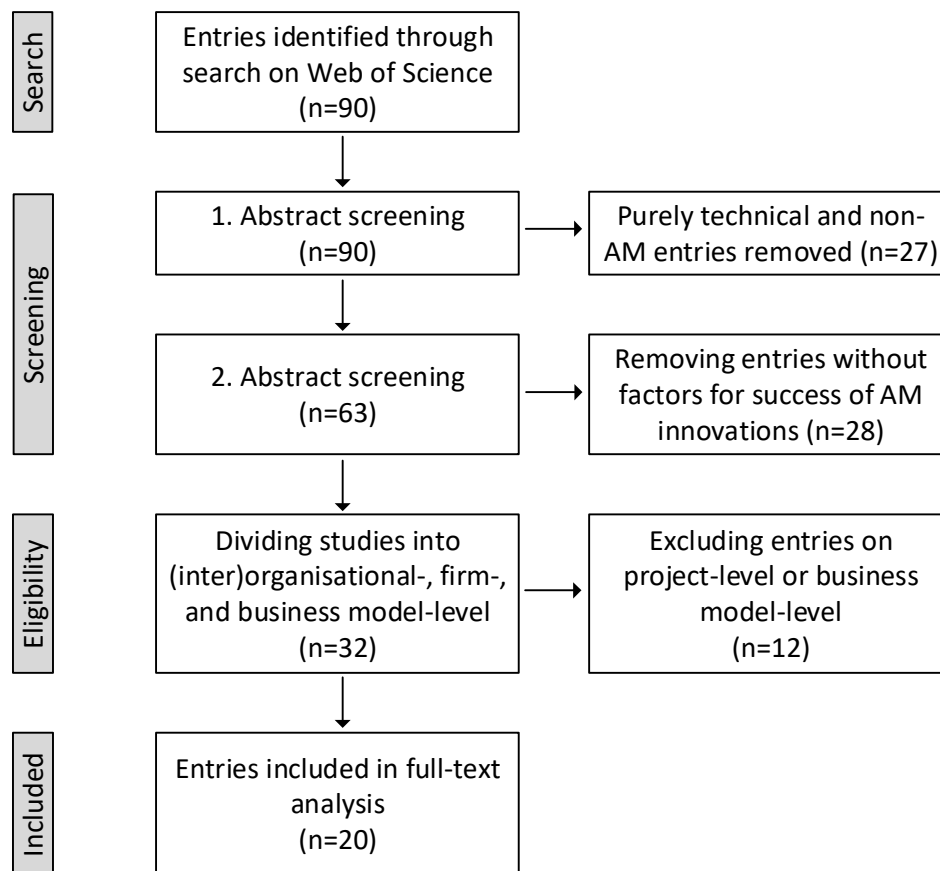 Search
Entries identified through
search on Web of Science
(n=90)
Screening
1. Abstract screening
(n=90)
Purely technical and non-
AM entries removed (n=27)
2. Abstract screening
(n=63)
Removing entries without
factors for success of AM
innovations (n=28)
Eligibility
Dividing studies into
(inter)organisational-, firm-,
and business model-level
(n=32)
Excluding entries on
project-level or business
model-level
(n=12)
Included
Entries included in full-text
analysis
(n=20)